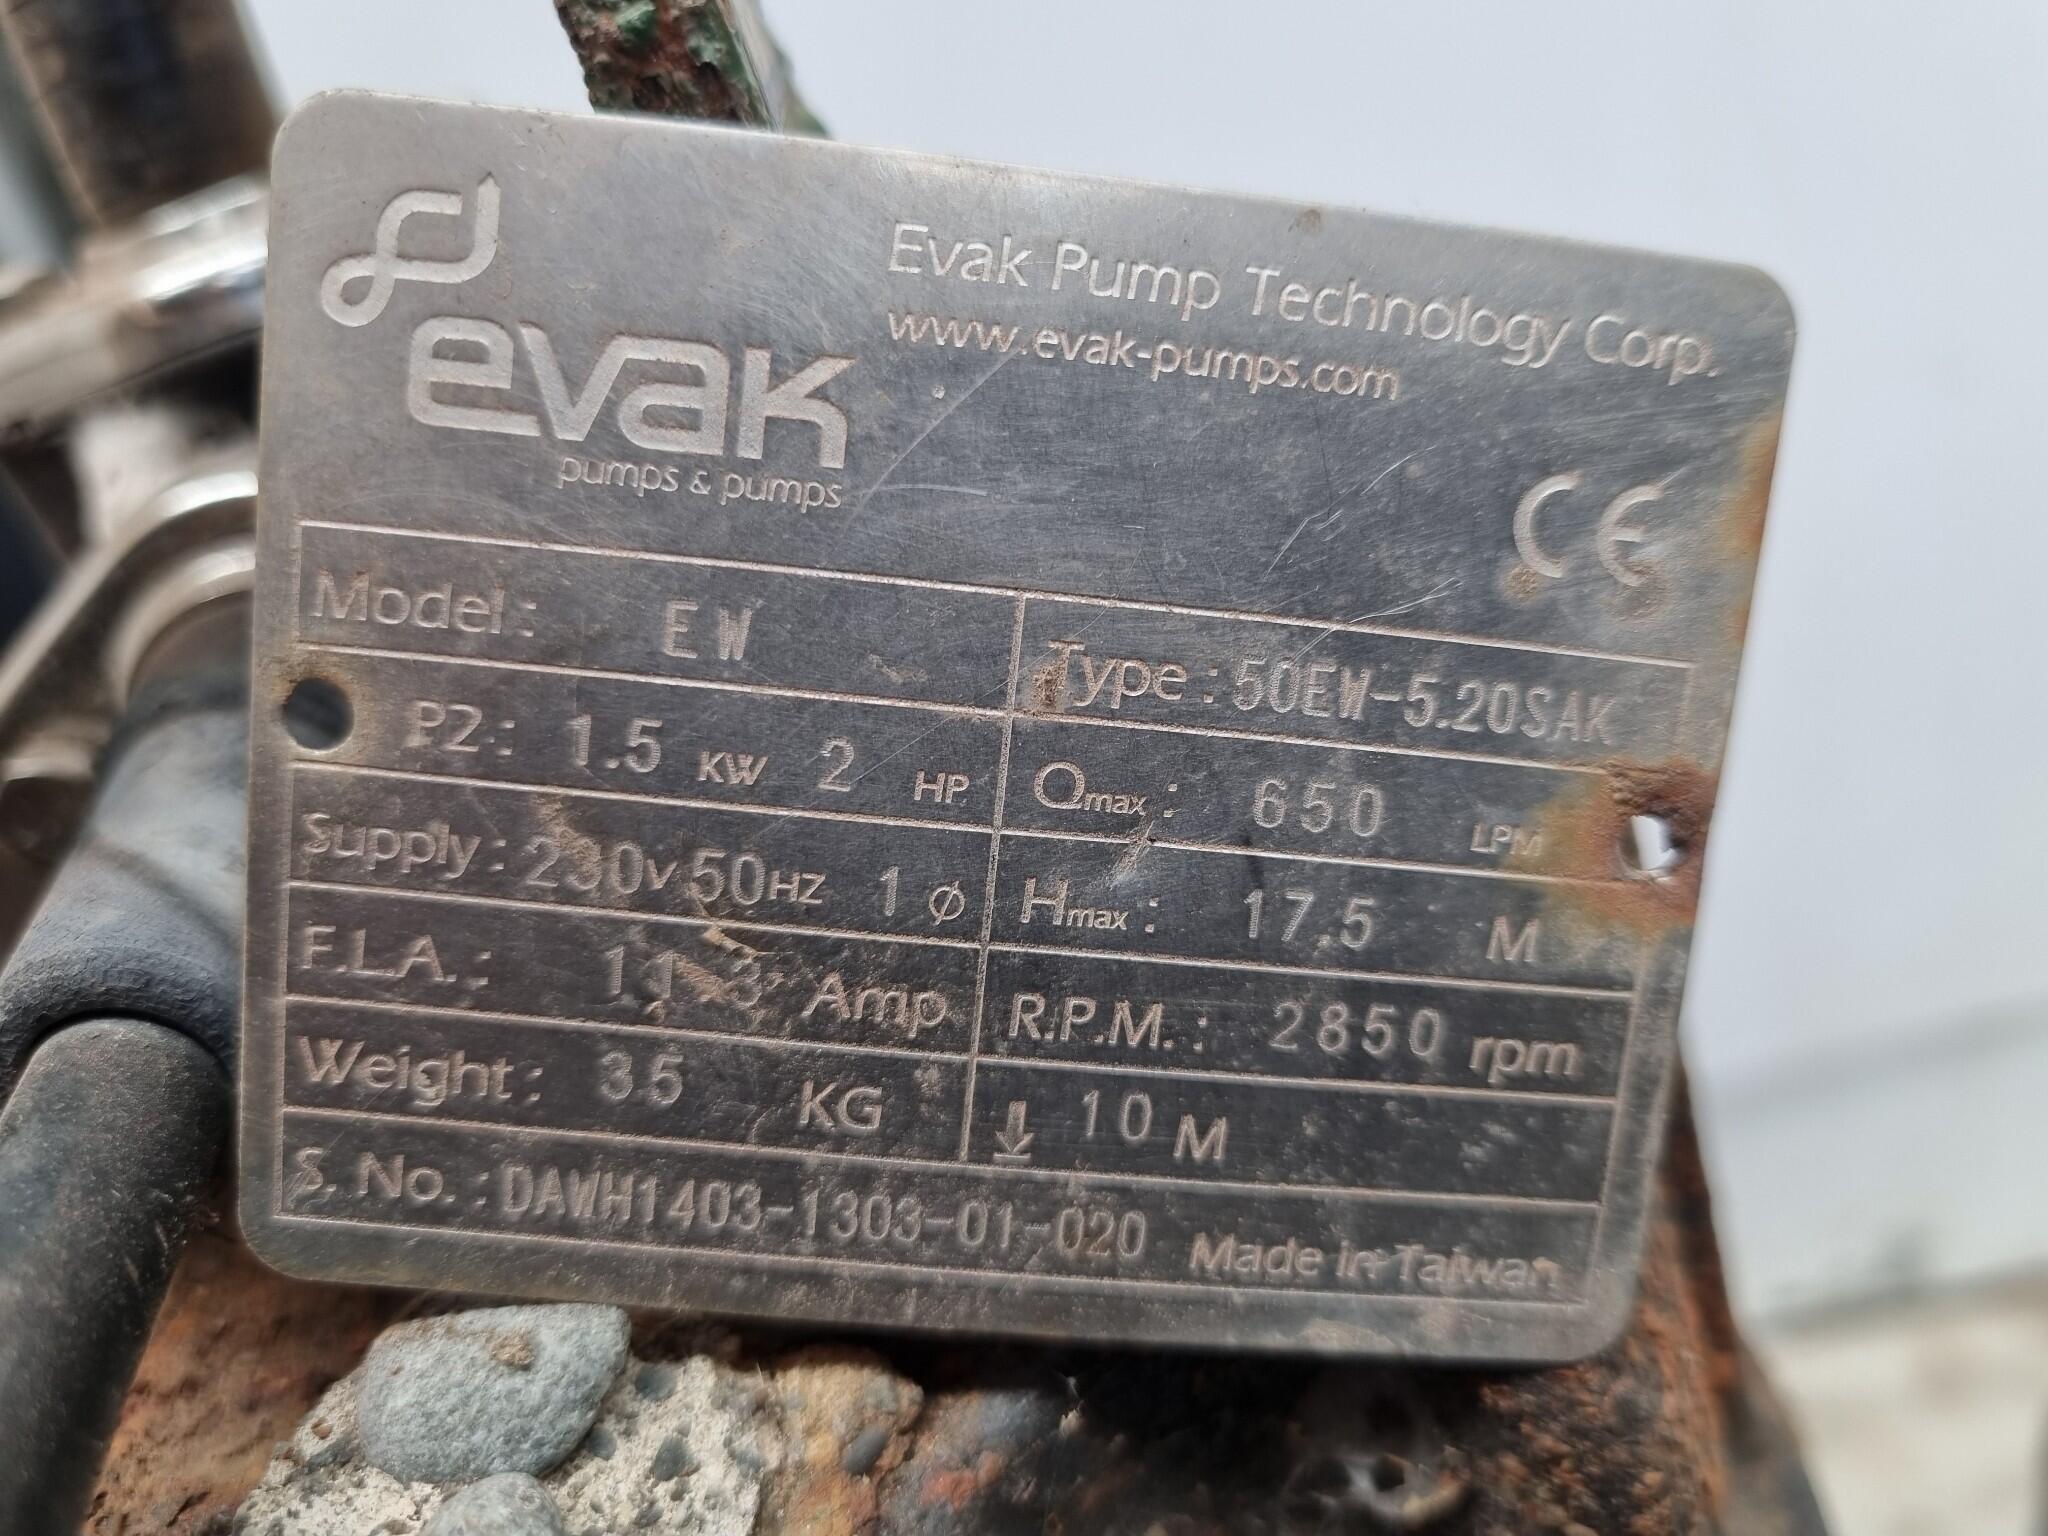 evak
pumps & pumps
Evak Pump Technology Corp.
www.evak-pumps.com
CE
Model: EW
Type: 50EW-5.20SAK
P2: 1.5 KW 2 HP
Qmax: 650 LPM
Supply: 230V 50HZ 1 ϕ
Hmax: 17.5 M
F.L.A.: 11.3 Amp
R.P.M.: 2850 rpm
Weight: 35 KG
10 M
S. No.: DAWH1403-1303-01-020
Made in Taiwan